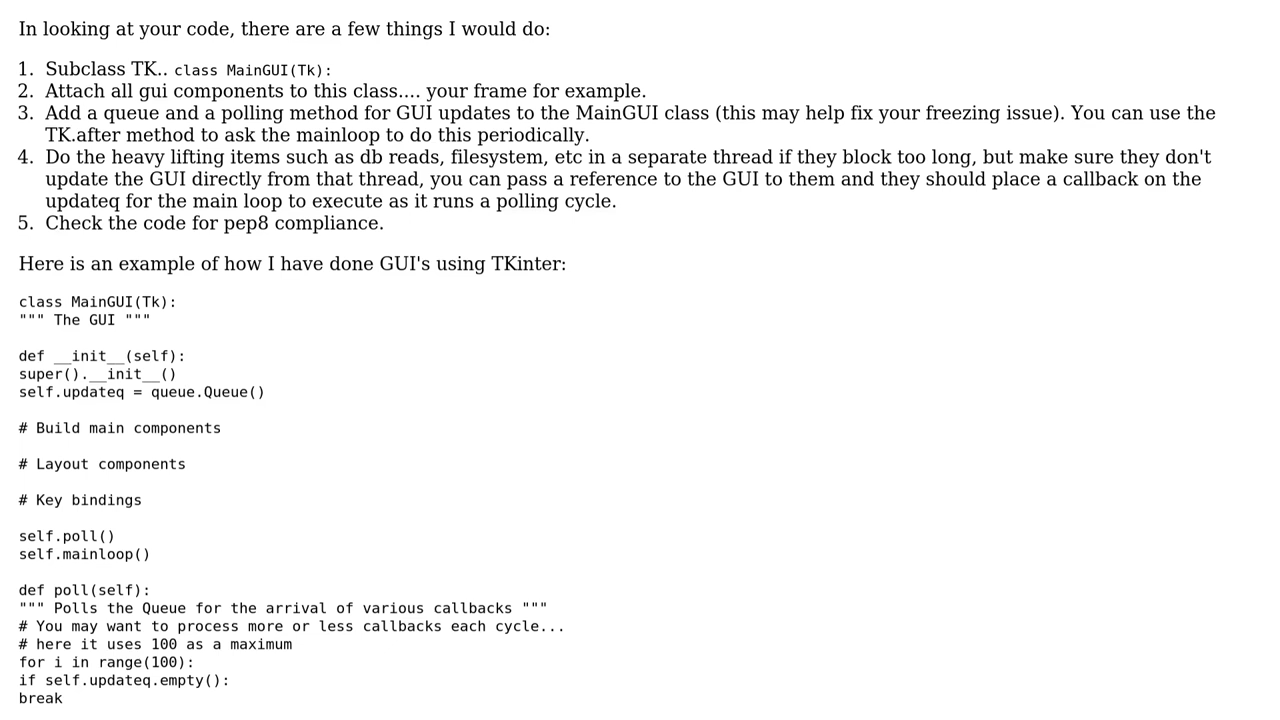 In looking at your code, there are a few things I would do:
1. Subclass TK.. class MainGUI(Tk):
2. Attach all gui components to this class.... your frame for example.
3. Add a queue and a polling method for GUI updates to the MainGUI class (this may help fix your freezing issue). You can use the
TK.after method to ask the mainloop to do this periodically.
4. Do the heavy lifting items such as db reads, filesystem, etc in a separate thread if they block too long, but make sure they don't
update the GUI directly from that thread, you can pass a reference to the GUI to them and they should place a callback on the
updateq for the main loop to execute as it runs a polling cycle.
5. Check the code for pep8 compliance.
Here is an example of how I have done GUI's using TKinter:
class MainGUI(Tk):
""" The GUI """
def __init__(self):
super().__init__()
self.updateq = queue.Queue()
# Build main components
# Layout components
# Key bindings
self.poll()
self.mainloop()
def poll(self):
""" Polls the Queue for the arrival of various callbacks """
# You may want to process more or less callbacks each cycle...
# here it uses 100 as a maximum
for i in range(100):
if self.updateq.empty():
break